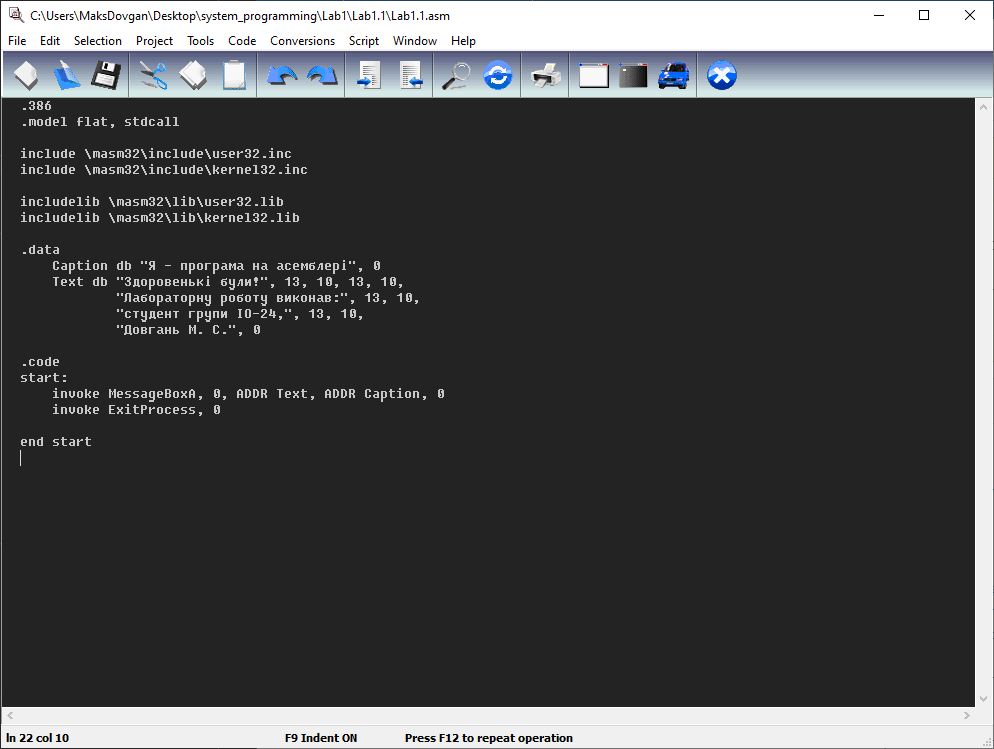 C:\Users\MaksDovgan\Desktop\system_programming\Lab1\Lab1.1\Lab1.1.asm
File Edit Selection Project Tools Code Conversions Script Window Help
.386
.model flat, stdcall
include \masm32\include\user32.inc
include \masm32\include\kernel32.inc
includelib \masm32\lib\user32.lib
includelib \masm32\lib\kernel32.lib
.data
Caption db "Я - програма на асемблері", 0
Text db "Здоровенькі були!", 13, 10, 13, 10,
"Лабораторну роботу виконав:", 13, 10,
"студент групи ІО-24,", 13, 10,
"Довгань М. С.", 0
.code
start:
invoke MessageBoxA, 0, ADDR Text, ADDR Caption, 0
invoke ExitProcess, 0
end start
ln 22 col 10 F9 Indent ON Press F12 to repeat operation